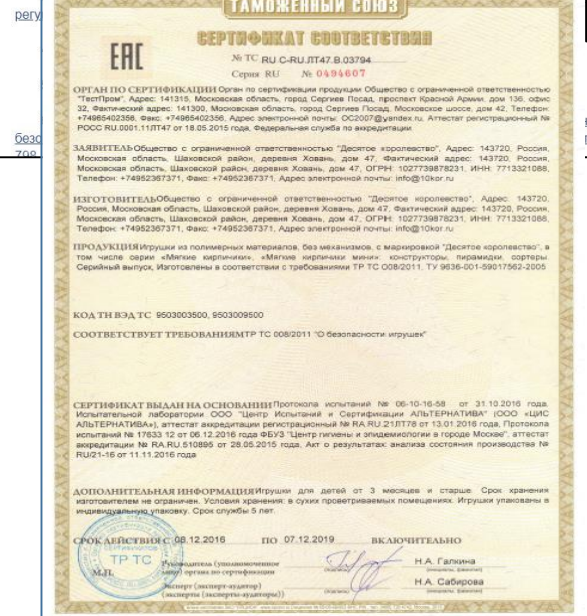 ТАМОЖЕННЫЙ СОЮЗ
регу
СЕРТИФИКАТ СООТВЕТСТВИЯ
ЕАС
№ ТС RU C-RU.ЛТ47.В.03794
Серия RU № 0494607
ОРГАН ПО СЕРТИФИКАЦИИ Орган по сертификации продукции Общество с ограниченной ответственностью
"ТестПром", Адрес: 141315, Московская область, город Сергиев Посад, проспект Красной Армии, дом 136, офис
32, Фактический адрес: 141300, Московская область, город Сергиев Посад, Московское шоссе, дом 42, Телефон:
+74965402356, Факс: +74965402356, Адрес электронной почты: ОС2007@yandex.ru. Аттестат регистрационный №
РОСС RU.0001.11ЛТ47 от 18.05.2015 года, Федеральная служба по аккредитации
безо
798
ЗАЯВИТЕЛЬ Общество с ограниченной ответственностью "Десятое королевство", Адрес: 143720, Россия,
Московская область, Шаховской район, деревня Ховань, дом 47, Фактический адрес: 143720, Россия,
Московская область, Шаховской район, деревня Ховань, дом 47, ОГРН: 1027739878231, ИНН: 7713321088,
Телефон: +74952367371, Факс: +74952367371, Адрес электронной почты: info@10kor.ru
ИЗГОТОВИТЕЛЬ Общество с ограниченной ответственностью "Десятое королевство", Адрес: 143720,
Россия, Московская область, Шаховской район, деревня Ховань, дом 47, Фактический адрес: 143720, Россия,
Московская область, Шаховской район, деревня Ховань, дом 47, ОГРН: 1027739878231, ИНН: 7713321088,
Телефон: +74952367371, Факс: +74952367371, Адрес электронной почты: info@10kor.ru
ПРОДУКЦИЯ Игрушки из полимерных материалов, без механизмов, с маркировкой "Десятое королевство", в
том числе серии «Мягкие кирпичики», «Мягкие кирпичики мини»: конструкторы, пирамидки, сортеры.
Серийный выпуск, Изготовлены в соответствии с требованиями ТР ТС 008/2011, ТУ 9636-001-59017562-2005
КОД ТН ВЭД ТС 9503003500, 9503009500
СООТВЕТСТВУЕТ ТРЕБОВАНИЯМ ТР ТС 008/2011 "О безопасности игрушек"
СЕРТИФИКАТ ВЫДАН НА ОСНОВАНИИ Протокола испытаний № 06-10-16-58 от 31.10.2016 года,
Испытательной лаборатории ООО "Центр Испытаний и Сертификации АЛЬТЕРНАТИВА" (ООО «ЦИС
АЛЬТЕРНАТИВА»), аттестат аккредитации регистрационный № RA.RU.21ЛТ78 от 13.01.2016 года, Протокола
испытаний № 17633 12 от 06.12.2016 года ФБУЗ "Центр гигиены и эпидемиологии в городе Москве", аттестат
аккредитации № RA.RU.510895 от 28.05.2015 года, Акт о результатах анализа состояния производства №
RU/21-16 от 11.11.2016 года
ДОПОЛНИТЕЛЬНАЯ ИНФОРМАЦИЯ Игрушки для детей от 3 месяцев и старше. Срок хранения
изготовителем не ограничен. Условия хранения: в сухих проветриваемых помещениях. Игрушки упакованы в
индивидуальную упаковку. Срок службы 5 лет.
СРОК ДЕЙСТВИЯ С 08.12.2016 ПО 07.12.2019 ВКЛЮЧИТЕЛЬНО
ТР ТС
М.П.
Руководитель (уполномоченное
лицо) органа по сертификации
Н.А. Галкина
Эксперт (эксперт-аудитор)
(эксперты (эксперты-аудиторы))
Н.А. Сабирова